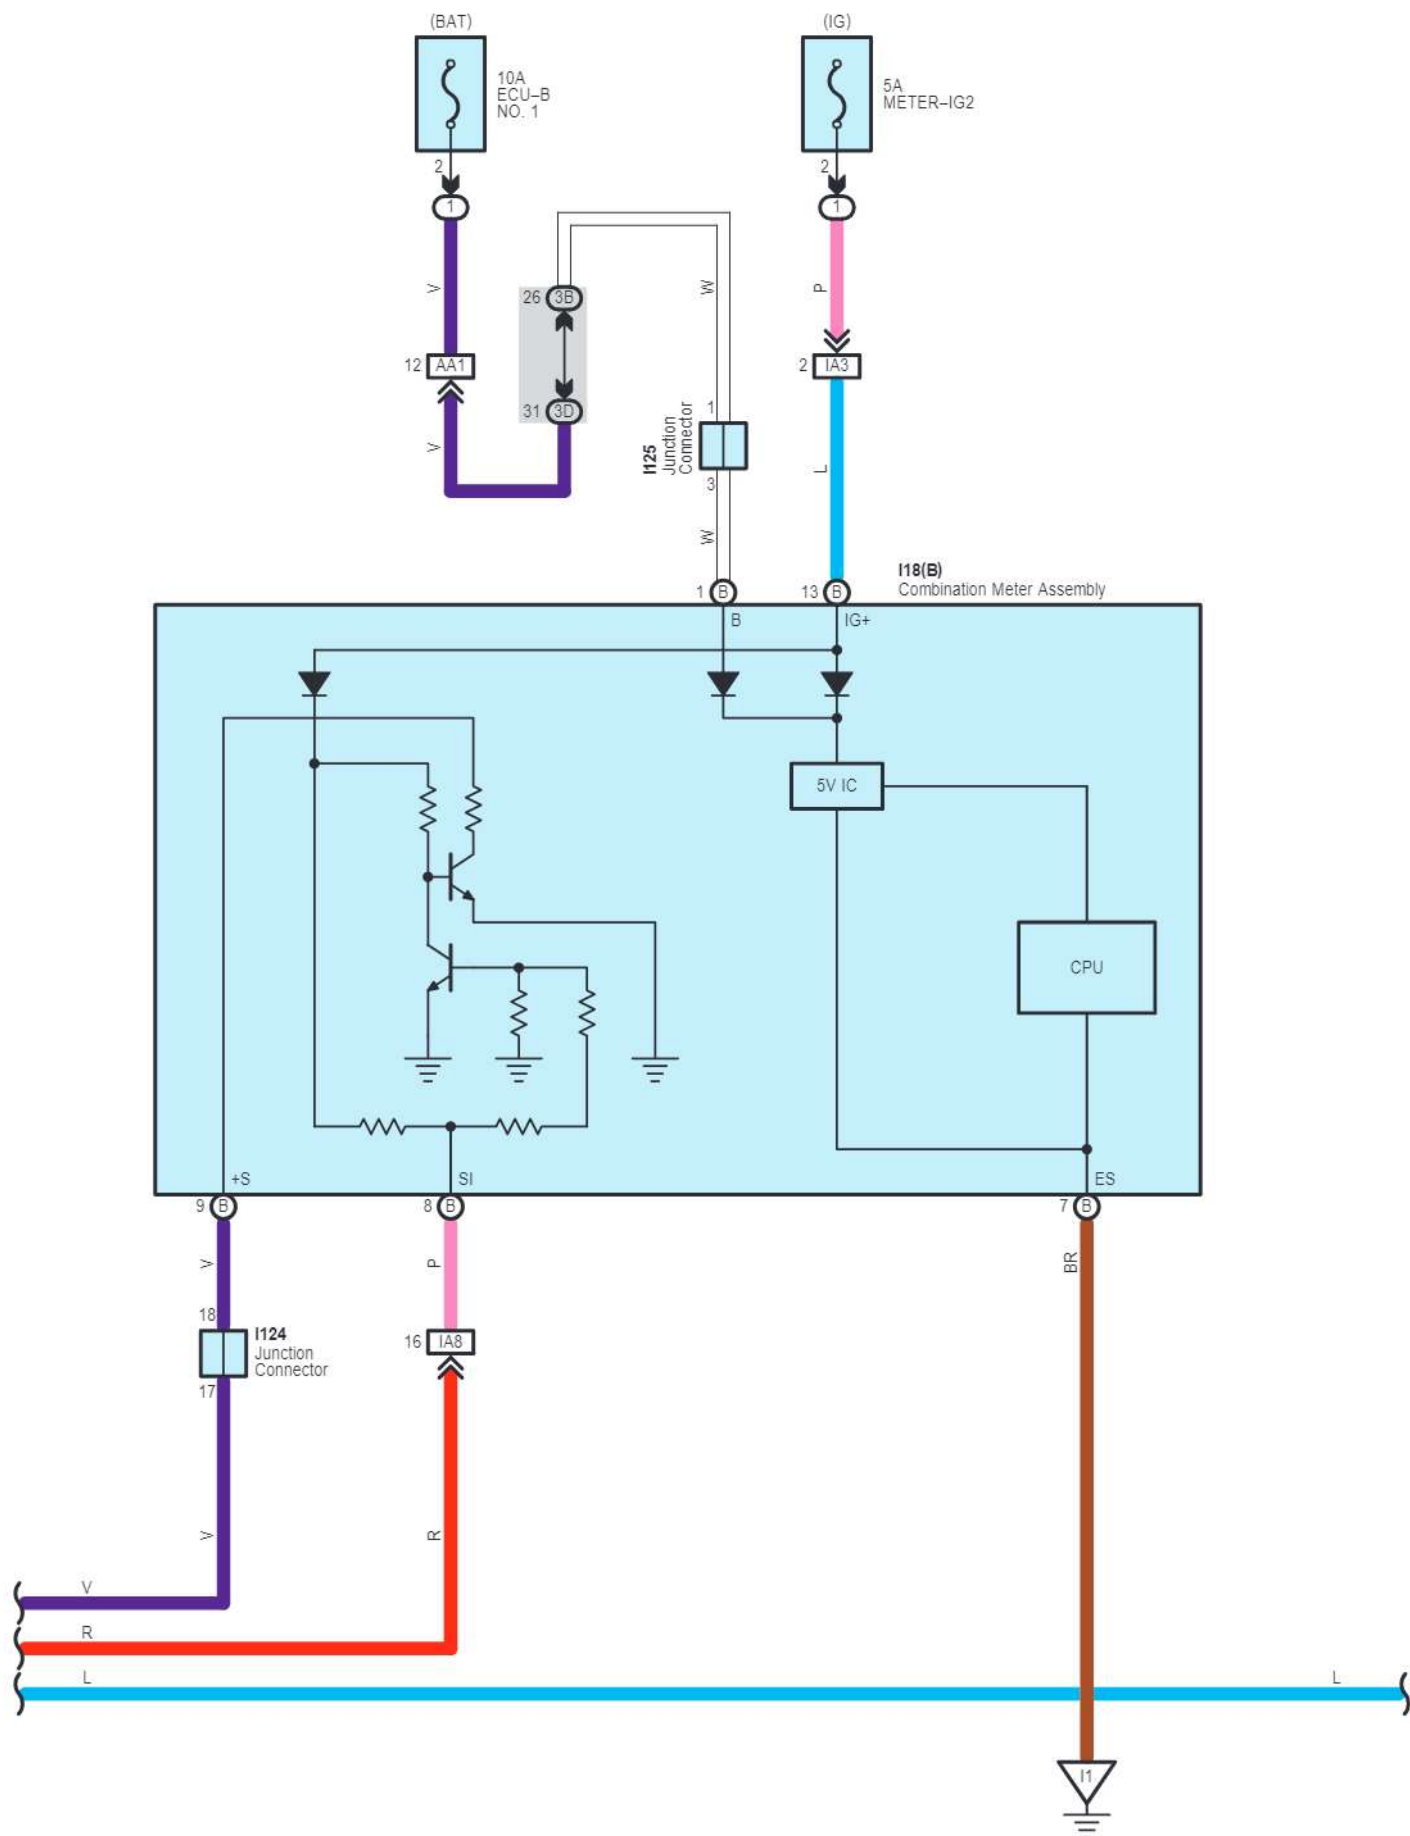 (BAT)
(IG)
10A
ECU–B
NO. 1
5A
METER–IG2
2
2
1
1
V
W
P
26 3B
12 AA1
2 IA3
31 3D
V
1
I125
Junction
Connector
L
3
W
I18(B)
Combination Meter Assembly
1 B
13 B
B
IG+
5V IC
CPU
+S
SI
ES
9 B
8 B
7 B
V
P
BR
18
I124
Junction
Connector
16 IA8
17
V
R
V
R
L
L
I1